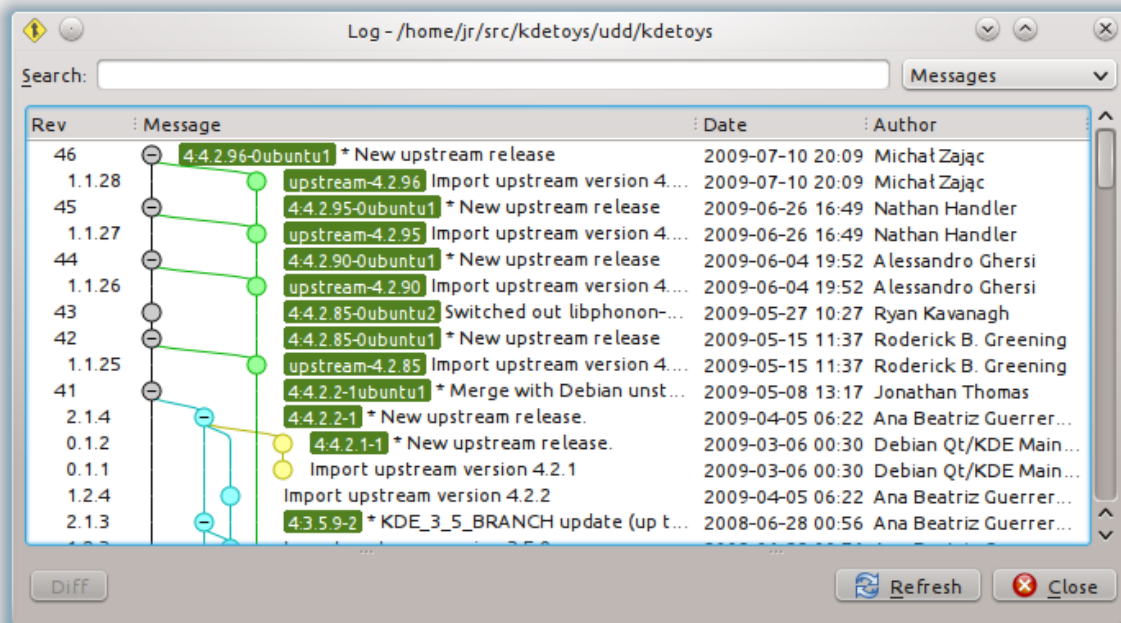 Log - /home/jr/src/kdetoys/udd/kdetoys
Search: Messages
Rev Message Date Author
46 4:4.2.96-0ubuntu1 * New upstream release 2009-07-10 20:09 Michał Zając
1.1.28 upstream-4.2.96 Import upstream version 4.... 2009-07-10 20:09 Michał Zając
45 4:4.2.95-0ubuntu1 * New upstream release 2009-06-26 16:49 Nathan Handler
1.1.27 upstream-4.2.95 Import upstream version 4.... 2009-06-26 16:49 Nathan Handler
44 4:4.2.90-0ubuntu1 * New upstream release 2009-06-04 19:52 Alessandro Ghersi
1.1.26 upstream-4.2.90 Import upstream version 4.... 2009-06-04 19:52 Alessandro Ghersi
43 4:4.2.85-0ubuntu2 Switched out libphonon-... 2009-05-27 10:27 Ryan Kavanagh
42 4:4.2.85-0ubuntu1 * New upstream release 2009-05-15 11:37 Roderick B. Greening
1.1.25 upstream-4.2.85 Import upstream version 4.... 2009-05-15 11:37 Roderick B. Greening
41 4:4.2.2-1ubuntu1 * Merge with Debian unst... 2009-05-08 13:17 Jonathan Thomas
2.1.4 4:4.2.2-1 * New upstream release. 2009-04-05 06:22 Ana Beatriz Guerrer...
0.1.2 4:4.2.1-1 * New upstream release. 2009-03-06 00:30 Debian Qt/KDE Main...
0.1.1 Import upstream version 4.2.1 2009-03-06 00:30 Debian Qt/KDE Main...
1.2.4 Import upstream version 4.2.2 2009-04-05 06:22 Ana Beatriz Guerrer...
2.1.3 4:3.5.9-2 * KDE_3_5_BRANCH update (up t... 2008-06-28 00:56 Ana Beatriz Guerrer...
Diff Refresh Close